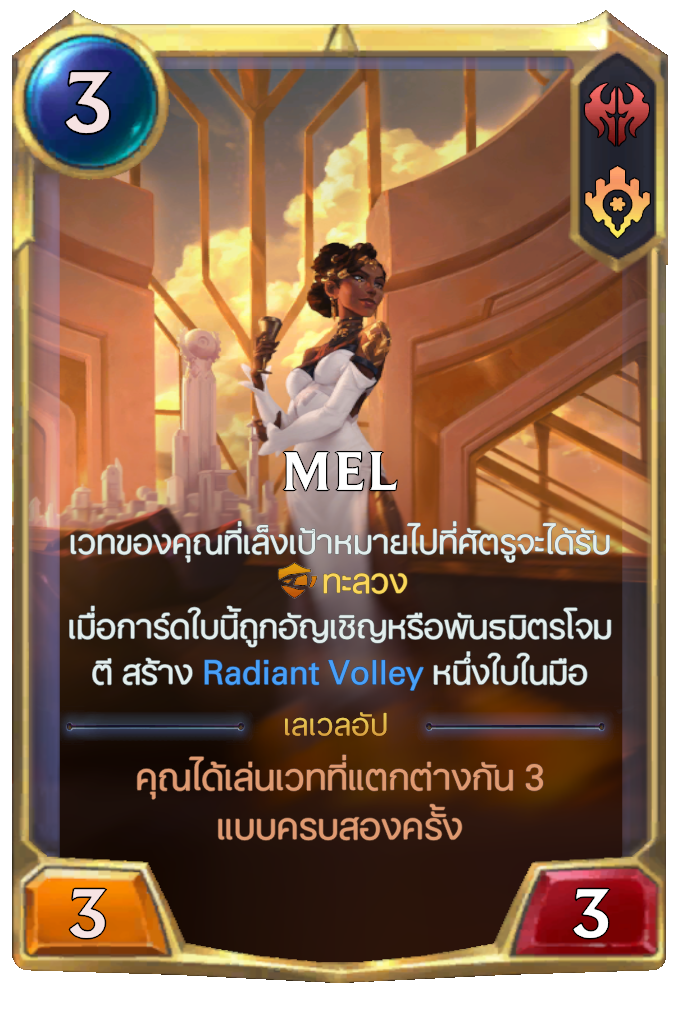 3
MEL
เวทของคุณที่เล็งเป้าหมายไปที่ศัตรูจะได้รับ
ทะลวง
เมื่อการ์ดใบนี้ถูกอัญเชิญหรือพันธมิตรโจม
ตี สร้าง Radiant Volley หนึ่งใบในมือ
เลเวลอัป
คุณได้เล่นเวทที่แตกต่างกัน 3
แบบครบสองครั้ง
3
3